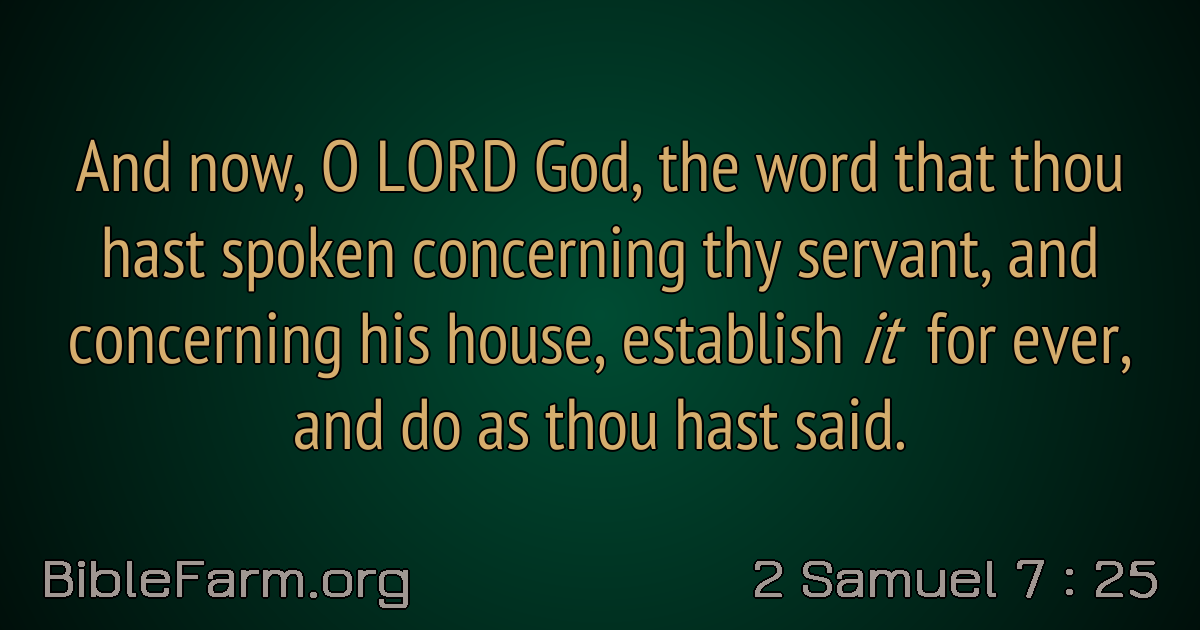 And now, O LORD God, the word that thou
hast spoken concerning thy servant, and
concerning his house, establish it for ever,
and do as thou hast said.
BibleFarm.org
2 Samuel 7 : 25